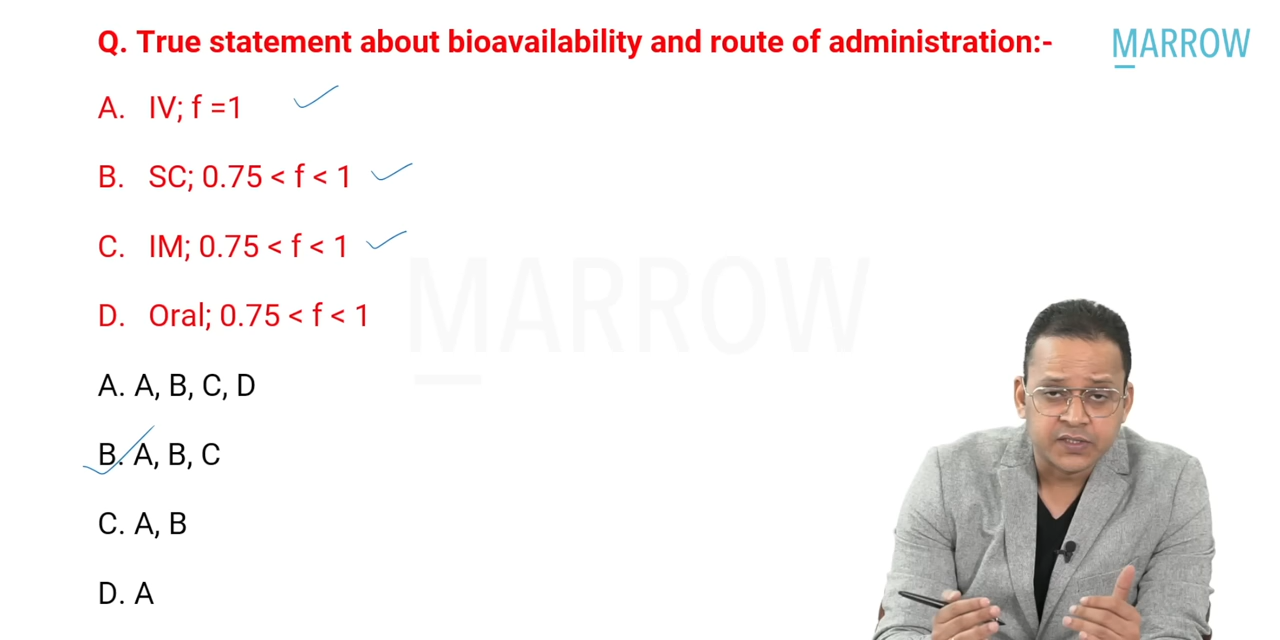 Q. True statement about bioavailability and route of administration:-
MARROW
A. IV; f =1
B. SC; 0.75 < f < 1
C. IM; 0.75 < f < 1
MARROW
D. Oral; 0.75 < f < 1
A. A, B, C, D
B. A, B, C
C. A, B
D. A